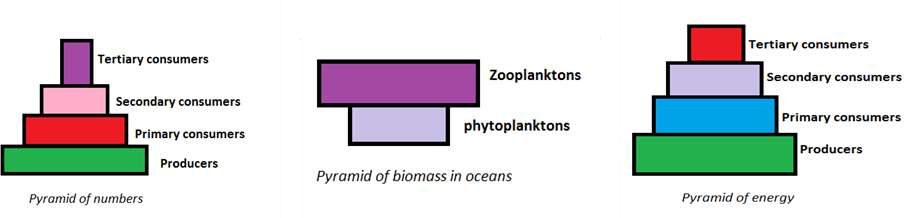 Tertiary consumers
Secondary consumers
Primary consumers
Producers
Pyramid of numbers
Zooplanktons
phytoplanktons
Pyramid of biomass in oceans
Tertiary consumers
Secondary consumers
Primary consumers
Producers
Pyramid of energy